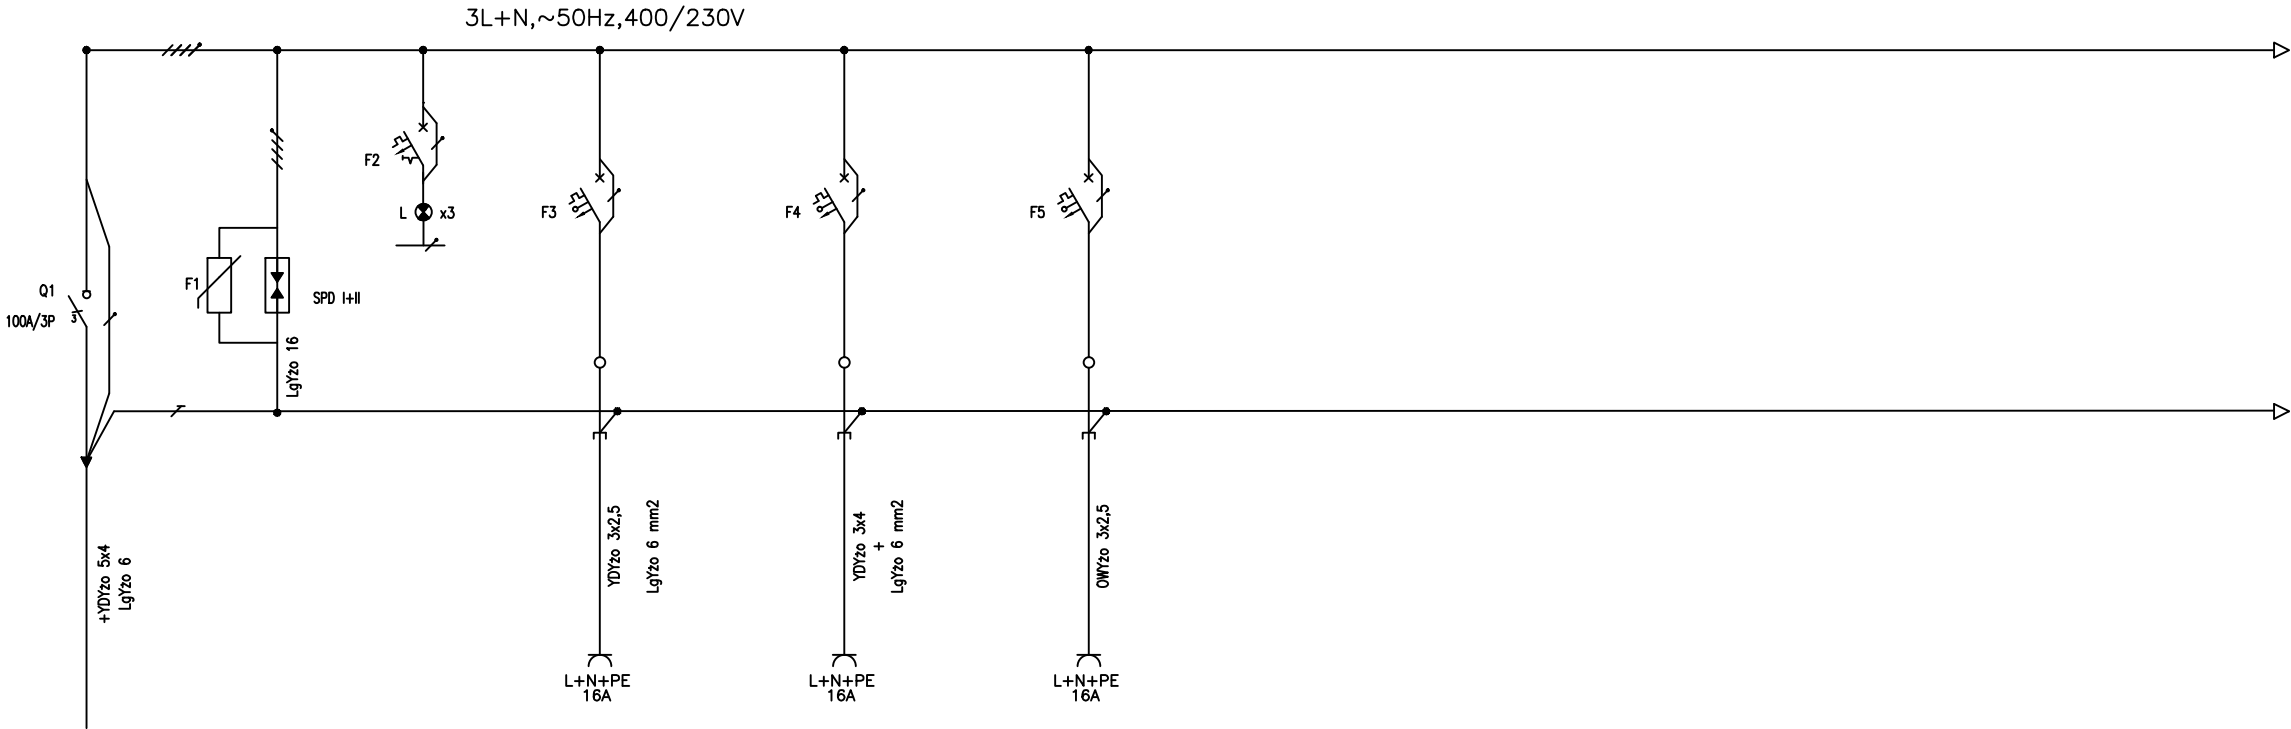 3L+N,~50Hz,400/230V
F2
L x3
F3
F4
F5
Q1
100A/3P
3
F1
SPD I+II
LgYżo 16
+YDYżo 5x4
LgYżo 6
YDYżo 3x2,5
LgYżo 6 mm2
YDYżo 3x4
+
LgYżo 6 mm2
OWYżo 3x2,5
L+N+PE
16A
L+N+PE
16A
L+N+PE
16A